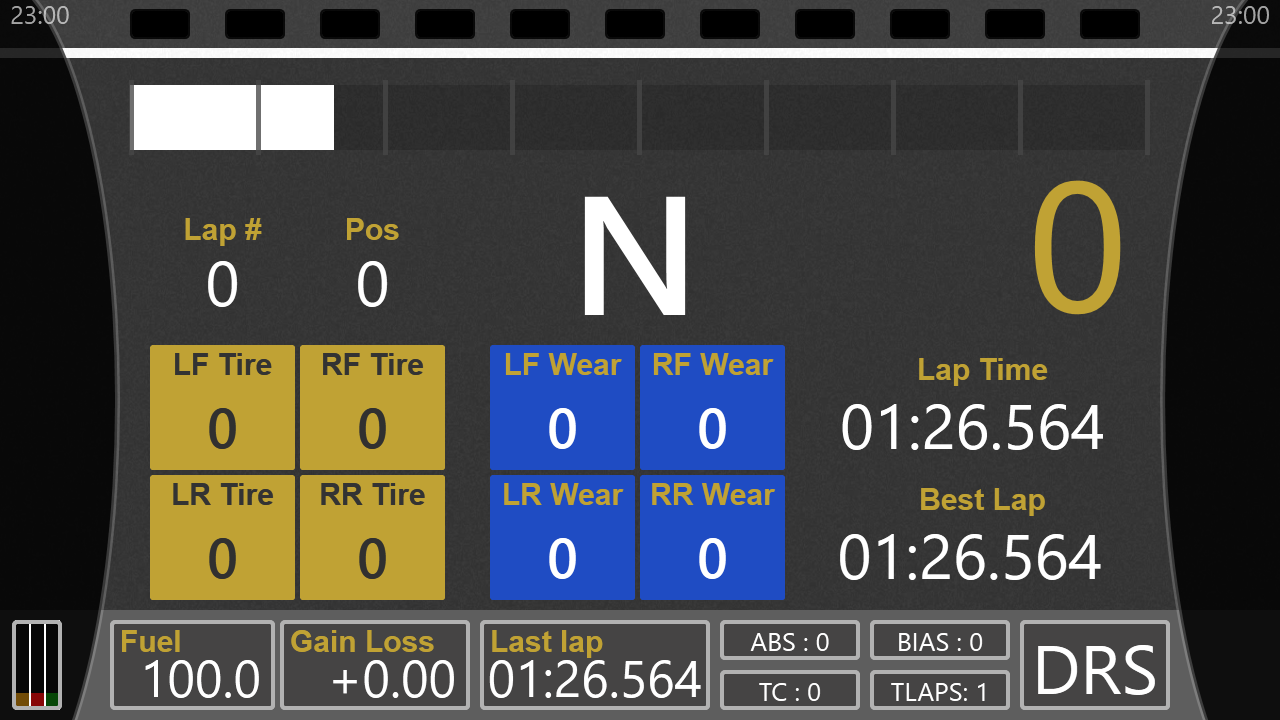 23:00
23:00
Lap #
0
Pos
0
N
0
LF Tire
0
RF Tire
0
LR Tire
0
RR Tire
0
LF Wear
0
RF Wear
0
LR Wear
0
RR Wear
0
Lap Time
01:26.564
Best Lap
01:26.564
Fuel
100.0
Gain Loss
+0.00
Last lap
01:26.564
ABS : 0
TC : 0
BIAS : 0
TLAPS: 1
DRS